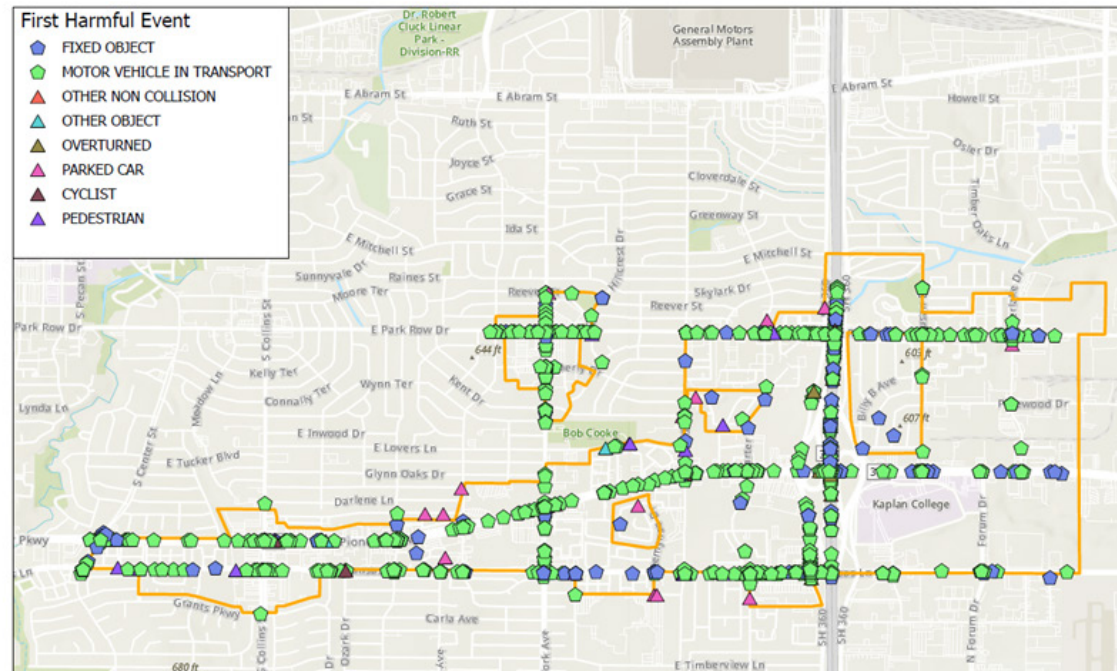 First Harmful Event
FIXED OBJECT
MOTOR VEHICLE IN TRANSPORT
OTHER NON COLLISION
OTHER OBJECT
OVERTURNED
PARKED CAR
CYCLIST
PEDESTRIAN
Dr. Robert
Cluck Linear
Park -
Division-RR
General Motors
Assembly Plant
E Abram St
E Abram St
E Abram St
Howell St
Ruth St
Osler Dr
Joyce St
Grace St
Cloverdale St
Timber Oaks Ln
Greenway St
Ida St
E Mitchell St
E Mitchell St
Hillcrest Dr
S Pecan St
Sunnyvale Dr
Raines St
Moore Ter
Skylark Dr
SH 360
Reever St
S Collins St
Park Row Dr
E Park Row Dr
644 ft
603 ft
Kelly Ter
Meadow Ln
Wynn Ter
Kent Dr
Connally Ter
Billy B Ave
Lynda Ln
607 ft
S Center St
E Inwood Dr
Bob Cooke
E Lovers Ln
E Tucker Blvd
Glynn Oaks Dr
Darlene Ln
Kaplan College
Forum Dr
Pkwy
Grants Pkwy
Carla Ave
S Collins St
Ozark Dr
SH 360
SH 360
N Forum Dr
680 ft
E Timberview Ln